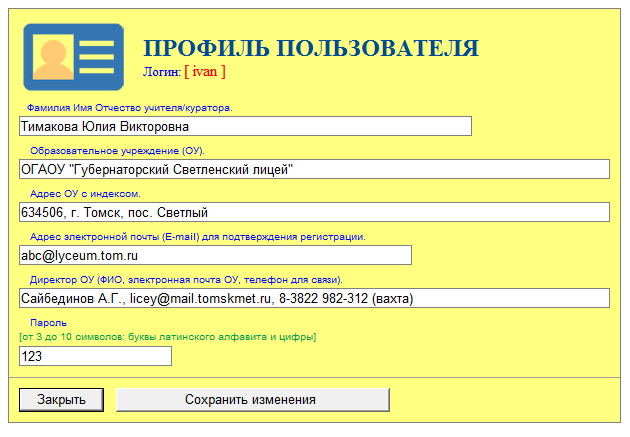 ПРОФИЛЬ ПОЛЬЗОВАТЕЛЯ
Логин: [ ivan ]
Фамилия Имя Отчество учителя/куратора.
Тимакова Юлия Викторовна
Образовательное учреждение (ОУ).
ОГАОУ "Губернаторский Светленский лицей"
Адрес ОУ с индексом.
634506, г. Томск, пос. Светлый
Адрес электронной почты (E-mail) для подтверждения регистрации.
abc@lyceum.tom.ru
Директор ОУ (ФИО, электронная почта ОУ, телефон для связи).
Сайбединов А.Г., licey@mail.tomsknet.ru, 8-3822 982-312 (вахта)
Пароль
[от 3 до 10 символов: буквы латинского алфавита и цифры]
123
Закрыть Сохранить изменения